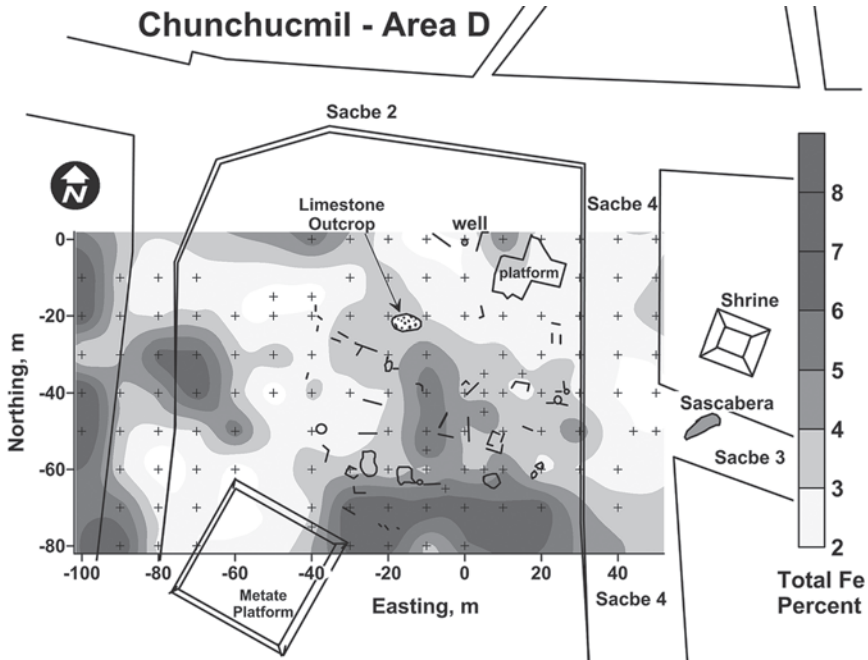 Chunchucmil - Area D
Sacbe 2
N
Limestone
Outcrop
well
Sacbe 4
platform
Shrine
Sascabera
Sacbe 3
Metate
Platform
Sacbe 4
Northing, m
0
-20
-40
-60
-80
-100
-80
-60
-40
-20
0
20
40
Easting, m
8
7
6
5
4
3
2
Total Fe
Percent